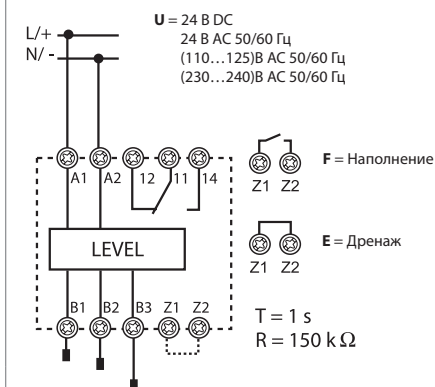 U = 24 В DC
24 В AC 50/60 Гц
(110...125)В AC 50/60 Гц
(230...240)В AC 50/60 Гц
L/+
N/ -
A1 A2 12 11 14
LEVEL
B1 B2 B3 Z1 Z2
Z1 Z2
F = Наполнение
Z1 Z2
E = Дренаж
T = 1 s
R = 150 k Ω